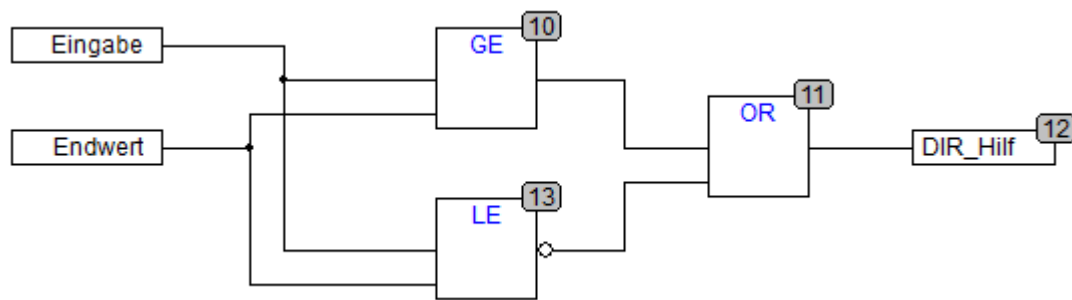 10
Eingabe
GE
11
OR
12
Endwert
DIR_Hilf
13
LE